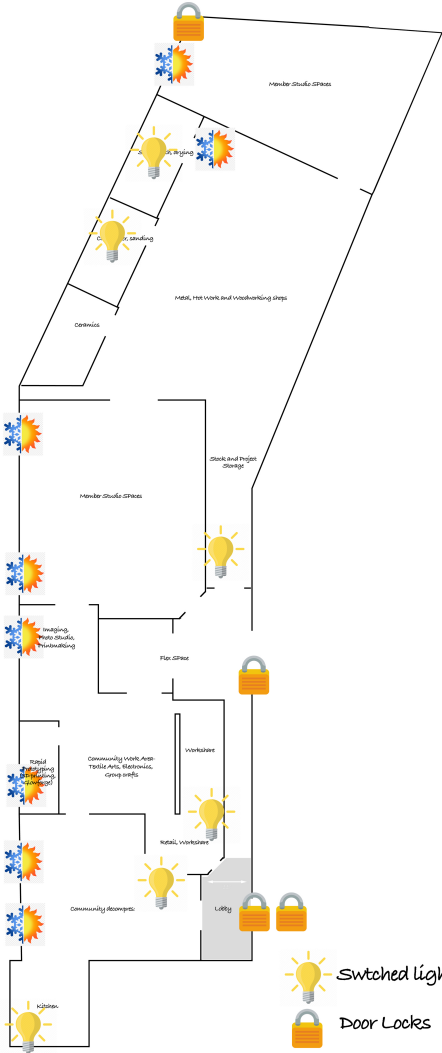 Member Studio SPaces
drying
sanding
Metal, Hot Work and Woodworking shops
Ceramics
Stock and Project
Storage
Member Studio SPaces
Imaging,
Photo Studio,
Printmaking
Flex SPace
Workshare
Community Work Area-
Textile Arts, Electronics,
Group crafts
Rapid
Prototyping
Retail, Workshare
Community decompres
Lobby
Kitchen
Swtched ligh
Door Locks